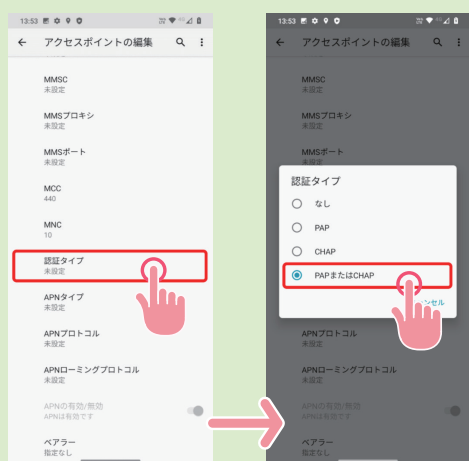 13:53
アクセスポイントの編集
MMSC
未設定
MMSプロキシ
未設定
MMSポート
未設定
MCC
440
MNC
10
認証タイプ
未設定
APNタイプ
未設定
APNプロトコル
未設定
APNローミングプロトコル
未設定
APNの有効/無効
APNは有効です
ベアラー
指定なし
13:53
アクセスポイントの編集
MMSC
未設定
MMSプロキシ
未設定
MMSポート
未設定
認証タイプ
なし
PAP
CHAP
PAPまたはCHAP
ンセル
APNプロトコル
未設定
APNローミングプロトコル
未設定
APNの有効/無効
APNは有効です
ベアラー
指定なし